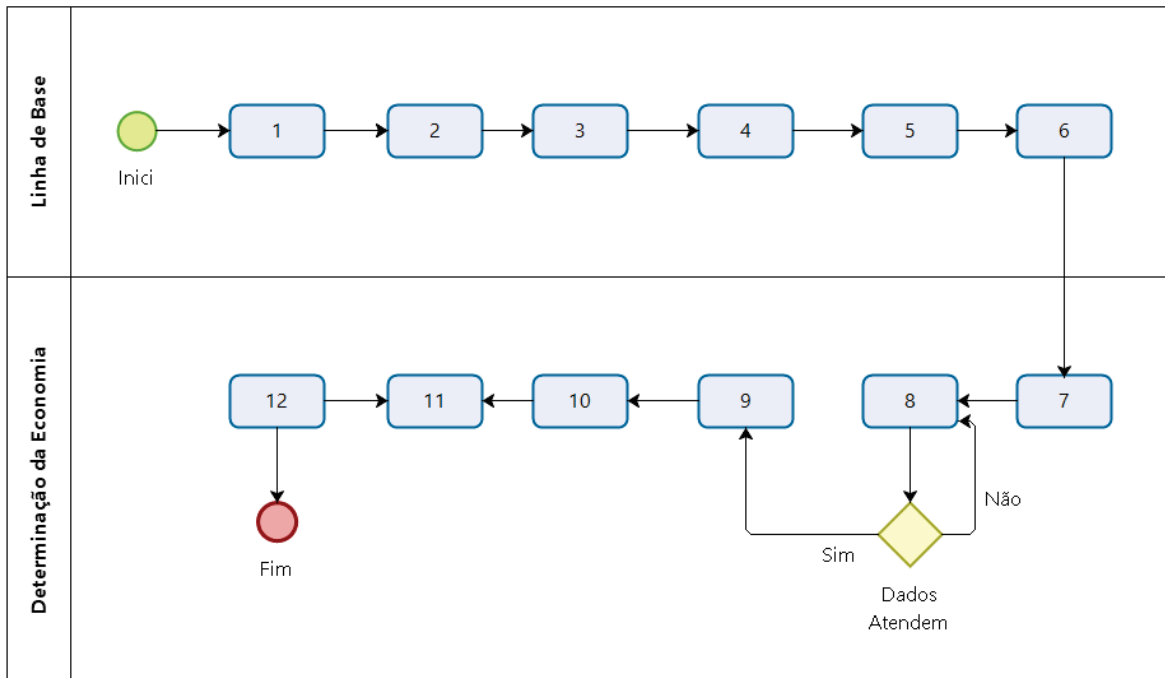 Linha de Base
1
2
3
4
5
6
Inici
Determinação da Economia
12
11
10
9
8
7
Não
Sim
Fim
Dados
Atendem